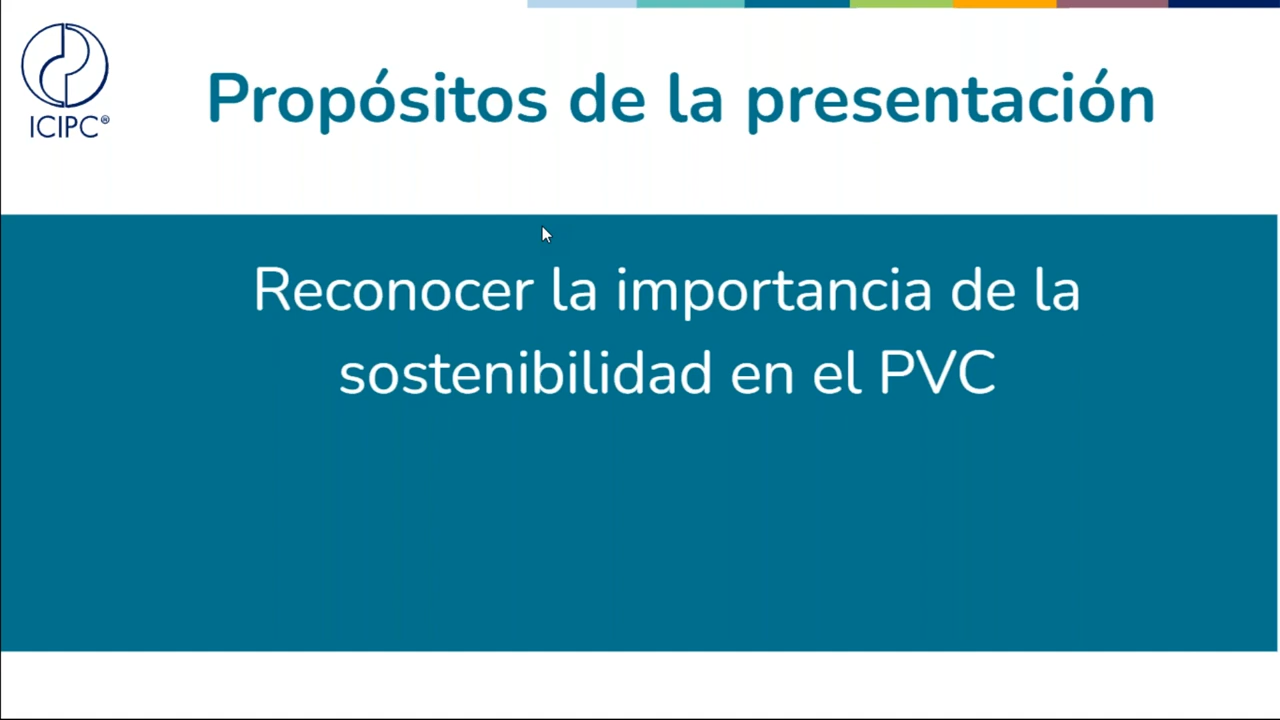 ICIPC®
Propósitos de la presentación
Reconocer la importancia de la
sostenibilidad en el PVC